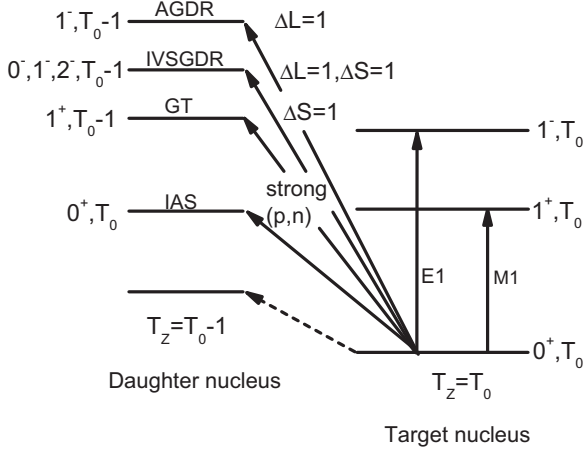 AGDR
1⁻,T₀-1
ΔL=1
IVSGDR
0⁻,1⁻,2⁻,T₀-1
ΔL=1,ΔS=1
GT
1⁺,T₀-1
ΔS=1
1⁻,T₀
strong
(p,n)
IAS
0⁺,T₀
1⁺,T₀
E1
M1
T_Z=T₀-1
0⁺,T₀
Daughter nucleus
T_Z=T₀
Target nucleus